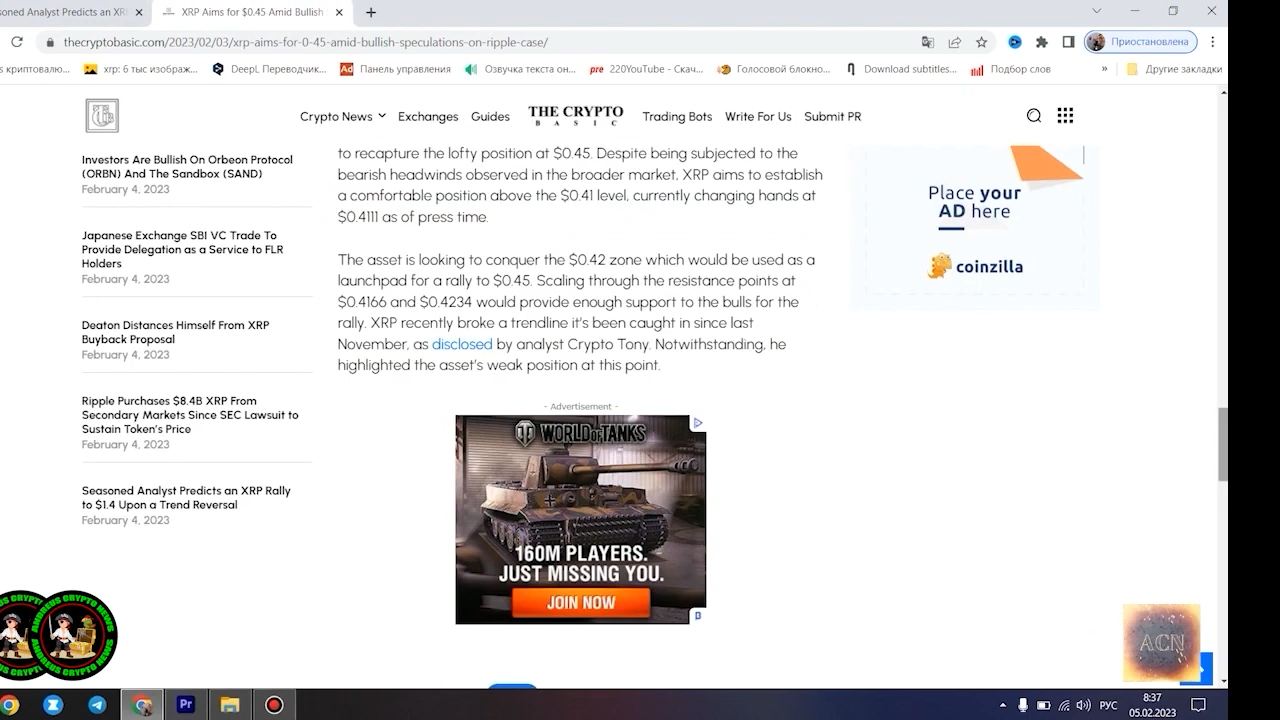 soned Analyst Predicts an XR
XRP Aims for $0.45 Amid Bullish
thecryptobasic.com/2023/02/03/xrp-aims-for-0-45-amid-bullish-speculations-on-ripple-case/
Приостановлена
s криптовалю...
xrp: 6 тыс изображ...
DeepL Переводчик...
Ad
Панель управления
Озвучка текста он...
pre
220YouTube - Скач...
Голосовой блокно...
Download subtitles...
Подбор слов
»
Другие закладки
Crypto News
Exchanges
Guides
THE CRYPTO
BASIC
Trading Bots
Write For Us
Submit PR
Investors Are Bullish On Orbeon Protocol
(ORBN) And The Sandbox (SAND)
February 4, 2023
Japanese Exchange SBI VC Trade To
Provide Delegation as a Service to FLR
Holders
February 4, 2023
Deaton Distances Himself From XRP
Buyback Proposal
February 4, 2023
Ripple Purchases $8.4B XRP From
Secondary Markets Since SEC Lawsuit to
Sustain Token's Price
February 4, 2023
Seasoned Analyst Predicts an XRP Rally
to $1.4 Upon a Trend Reversal
February 4, 2023
to recapture the lofty position at $0.45. Despite being subjected to the
bearish headwinds observed in the broader market, XRP aims to establish
a comfortable position above the $0.41 level, currently changing hands at
$0.4111 as of press time.
The asset is looking to conquer the $0.42 zone which would be used as a
launchpad for a rally to $0.45. Scaling through the resistance points at
$0.4166 and $0.4234 would provide enough support to the bulls for the
rally. XRP recently broke a trendline it's been caught in since last
November, as disclosed by analyst Crypto Tony. Notwithstanding, he
highlighted the asset's weak position at this point.
- Advertisement -
WORLD OF TANKS
160M PLAYERS.
JUST MISSING YOU.
JOIN NOW
Place your
AD here
coinzilla
ANDREUS CRYPTO NEWS
ACN
Pr
РУС
8:37
05.02.2023